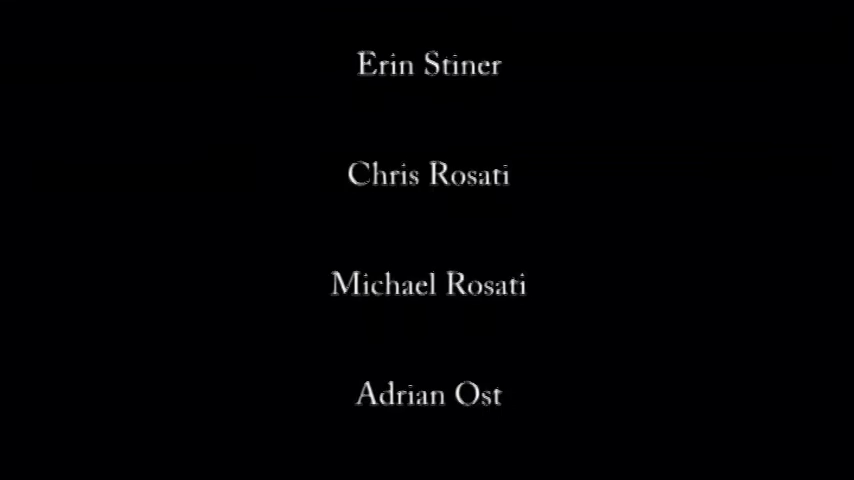 Erin Stiner
Chris Rosati
Michael Rosati
Adrian Ost